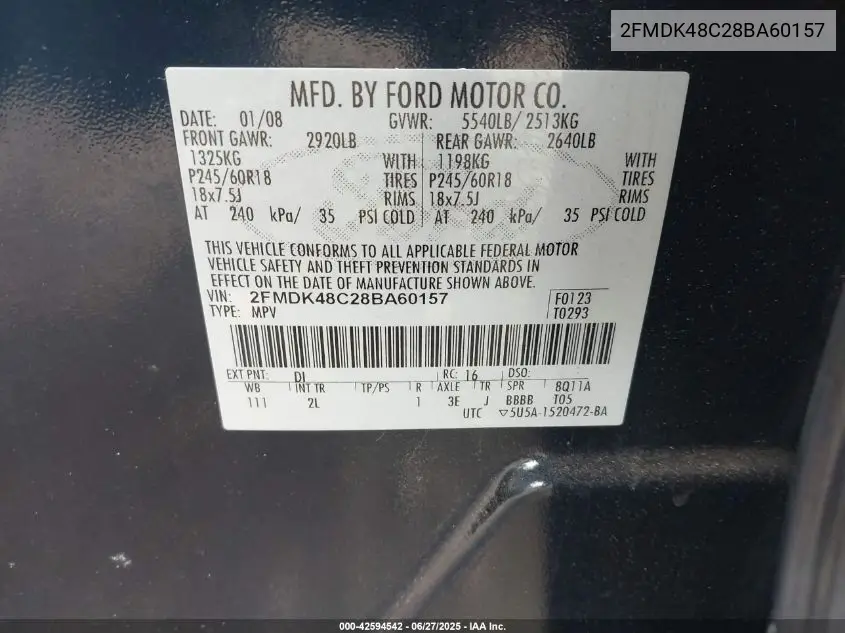 2FMDK48C28BA60157
MFD. BY FORD MOTOR CO.
DATE: 01/08 GVWR: 5540LB/ 2513KG
FRONT GAWR: 2920LB REAR GAWR: 2640LB
1325KG WITH 1198KG WITH
P245/60R18 TIRES P245/60R18 TIRES
18x7.5J RIMS 18x7.5J RIMS
AT 240 kPa/ 35 PSI COLD AT 240 kPa/ 35 PSI COLD
THIS VEHICLE CONFORMS TO ALL APPLICABLE FEDERAL MOTOR
VEHICLE SAFETY AND THEFT PREVENTION STANDARDS IN
EFFECT ON THE DATE OF MANUFACTURE SHOWN ABOVE.
VIN: 2FMDK48C28BA60157 F0123
TYPE: MPV T0293
EXT PNT: DI RC: 16 DSO:
WB INT TR TP/PS R AXLE TR SPR 8Q11A
111 2L 1 3E J BBBB T05
UTC ▽5U5A-1520472-BA
000-42594542 - 06/27/2025 - IAA Inc.